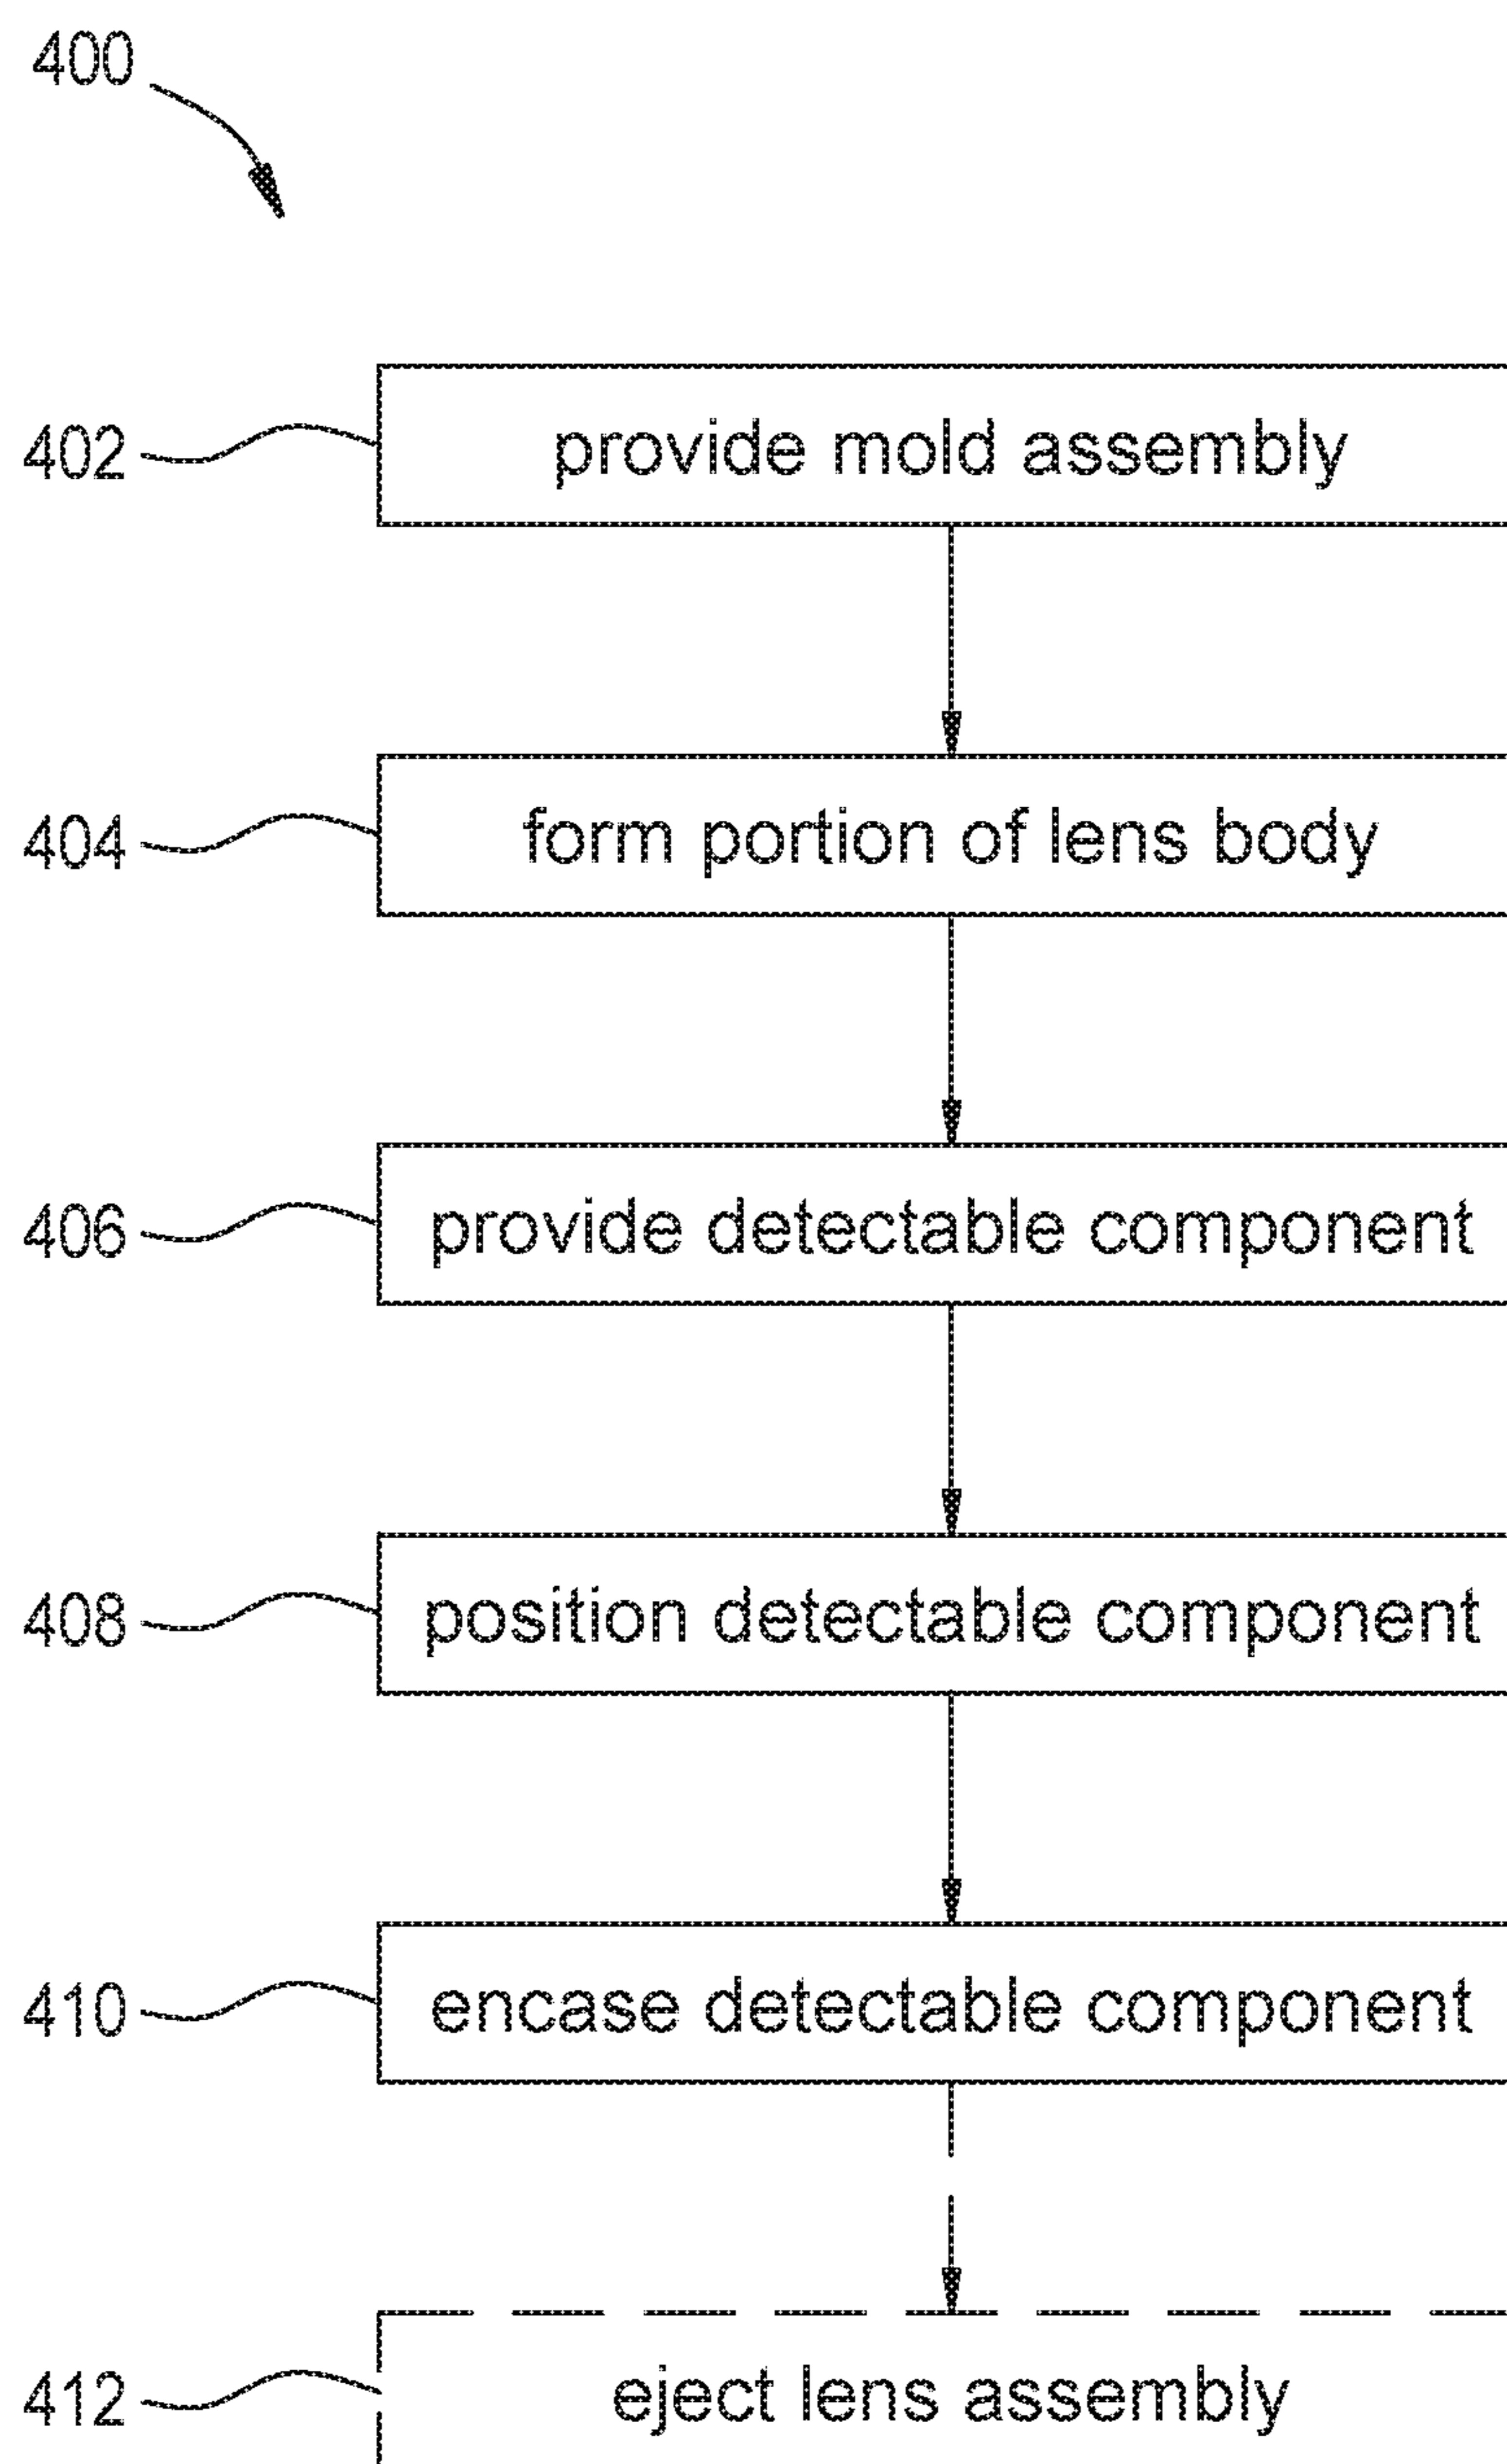 400
402 provide mold assembly
404 form portion of lens body
406 provide detectable component
408 position detectable component
410 encase detectable component
412 eject lens assembly